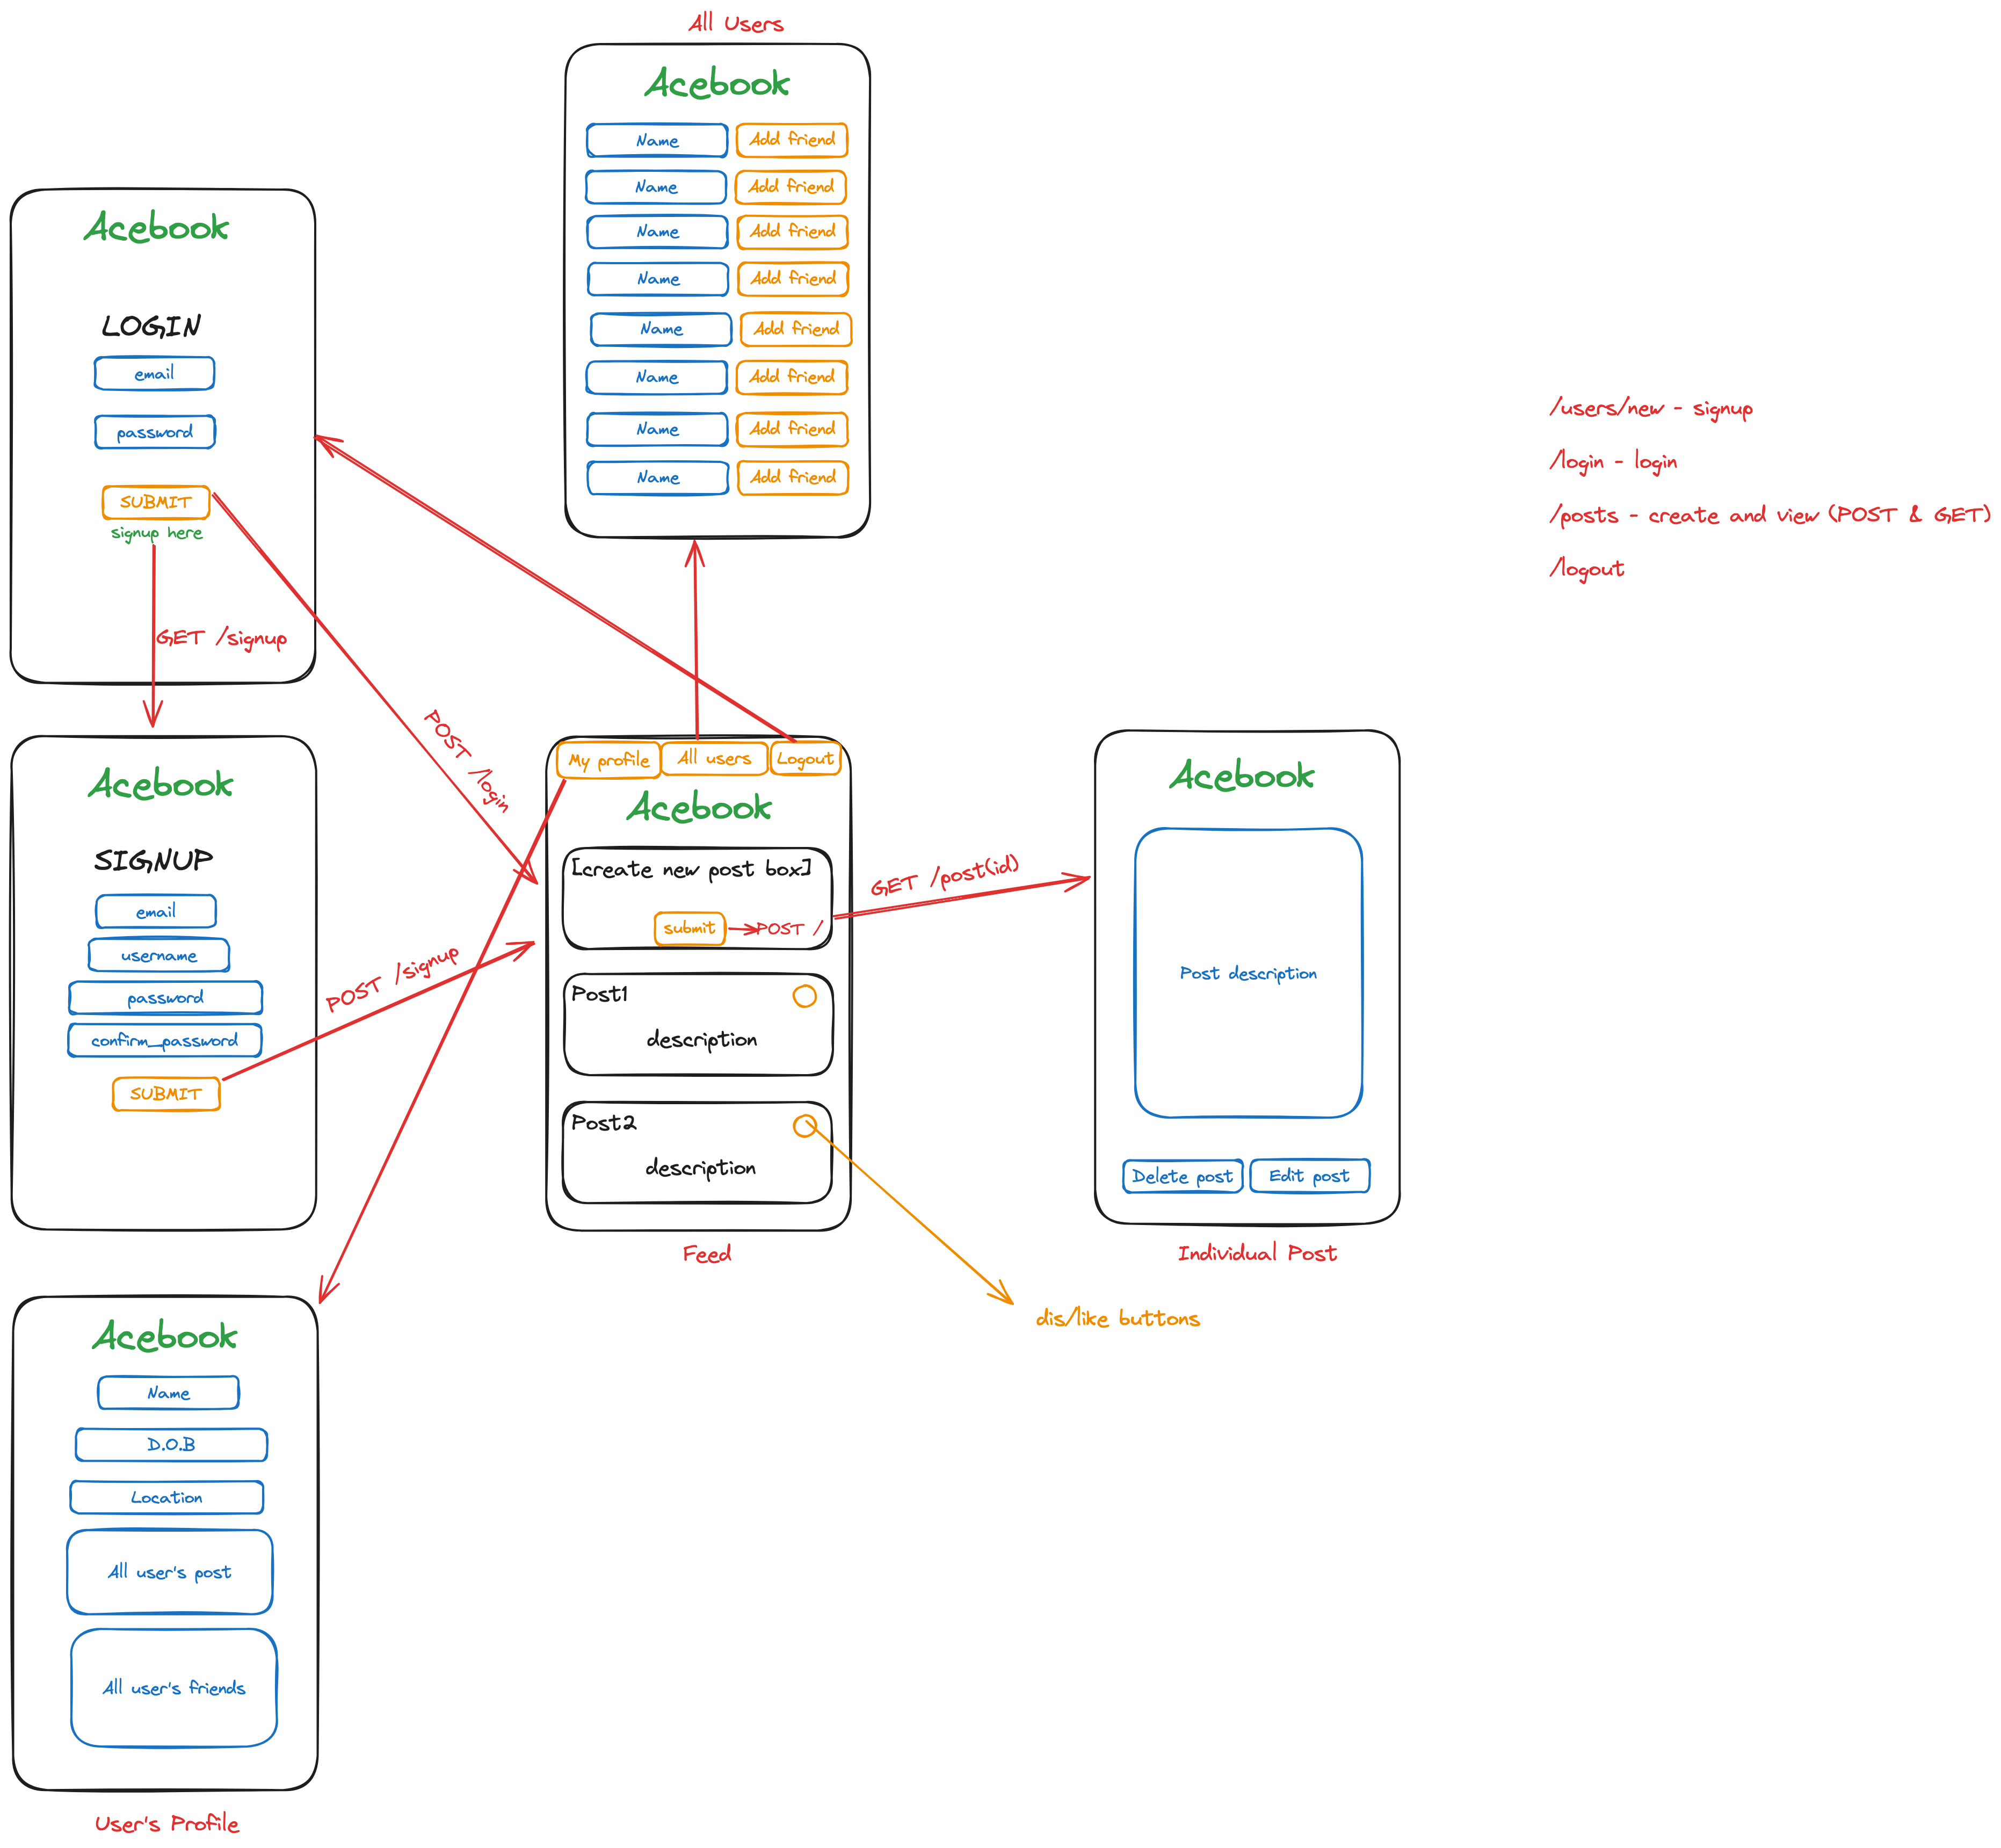 All Users
Acebook
Name
Add friend
Name
Add friend
Name
Add friend
Name
Add friend
Name
Add friend
Name
Add friend
Name
Add friend
Name
Add friend
Acebook
LOGIN
email
password
SUBMIT
signup here
GET /signup
POST /login
/users/new - signup
/login - login
/posts - create and view (POST & GET)
/logout
Acebook
SIGNUP
email
username
password
confirm_password
SUBMIT
POST /signup
My profile
All users
Logout
Acebook
[create new post box]
submit
POST /
Post1
description
Post2
description
Feed
GET /post(id)
dis/like buttons
Acebook
Post description
Delete post
Edit post
Individual Post
Acebook
Name
D.O.B
Location
All user's post
All user's friends
User's Profile